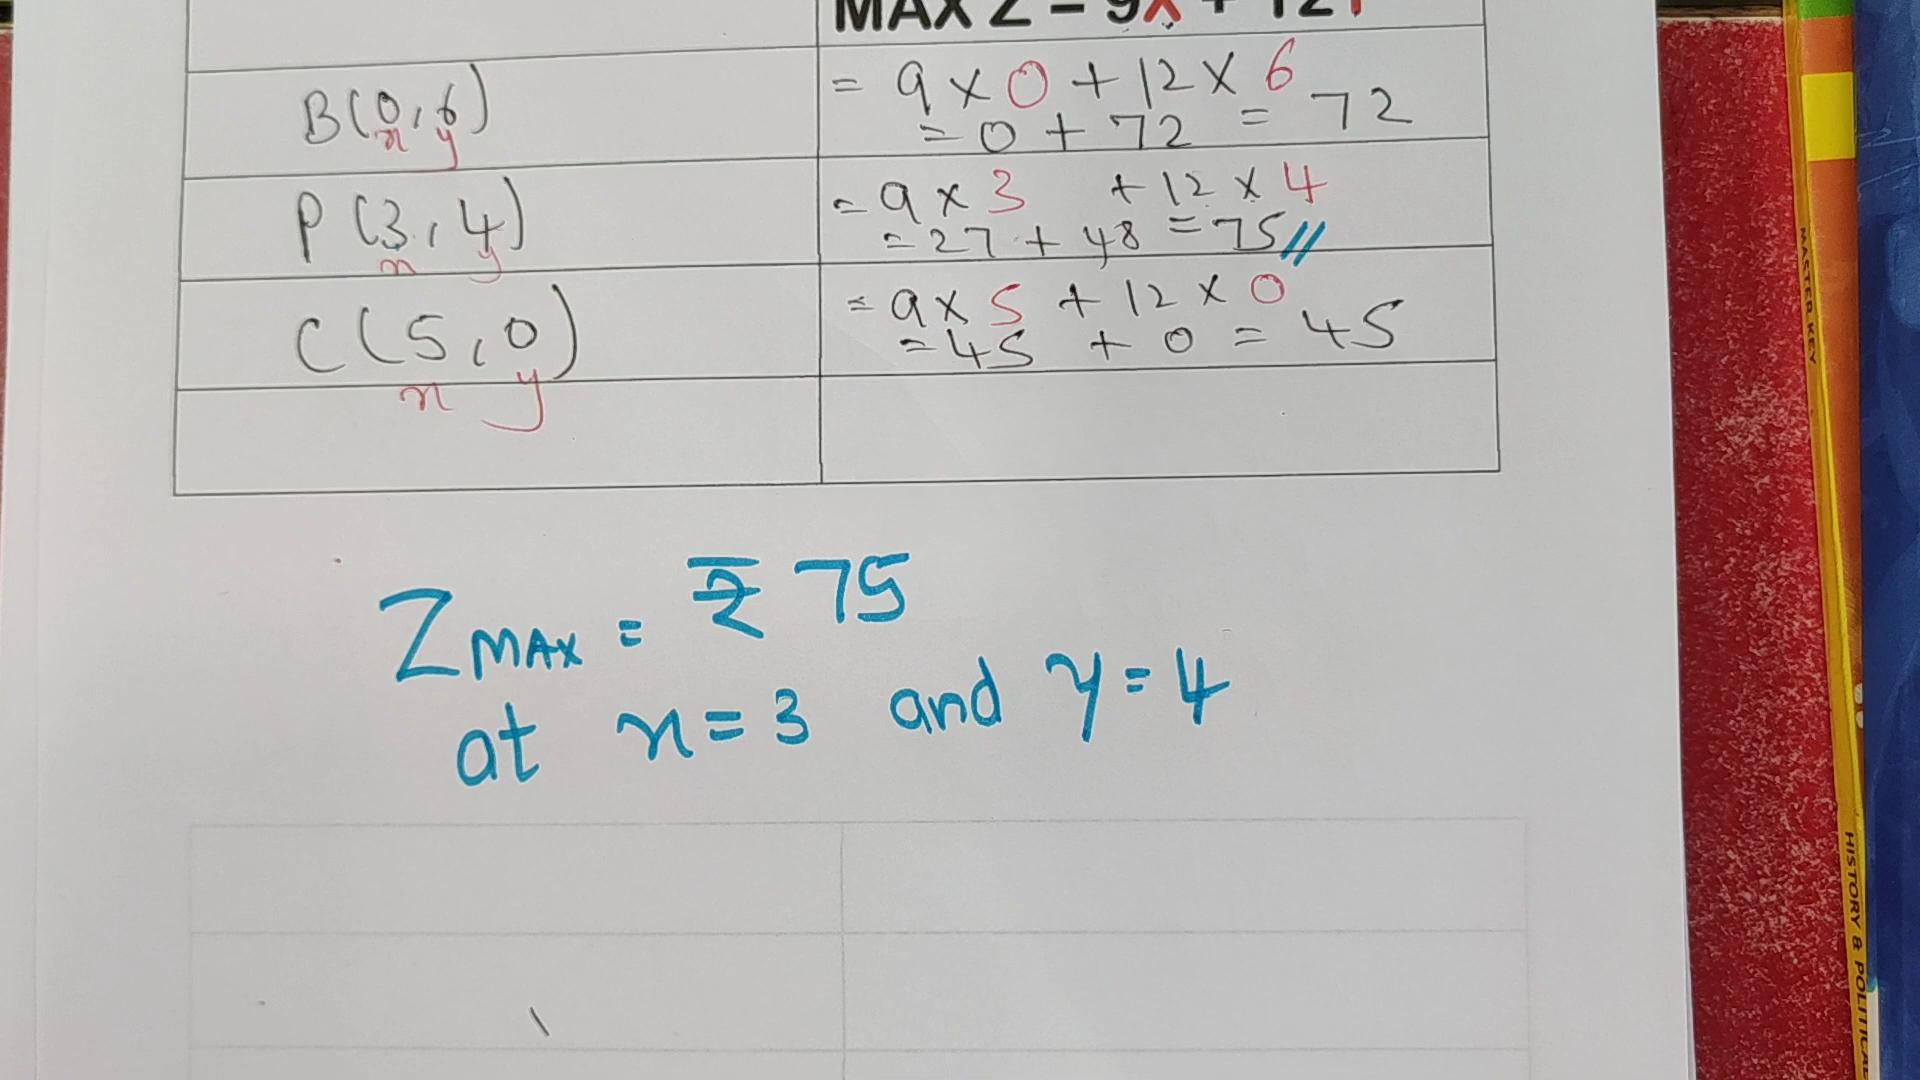 MAX Z = 9X + 12Y
B(0,6)
x y
= 9 × 0 + 12 × 6
= 0 + 72 = 72
P(3,4)
x y
= 9 × 3 + 12 × 4
= 27 + 48 = 75//
C(5,0)
x y
= 9 × 5 + 12 × 0
= 45 + 0 = 45
ZMAX = ₹ 75
at x = 3 and y = 4
MASTER KEY
HISTORY & POLITICAL